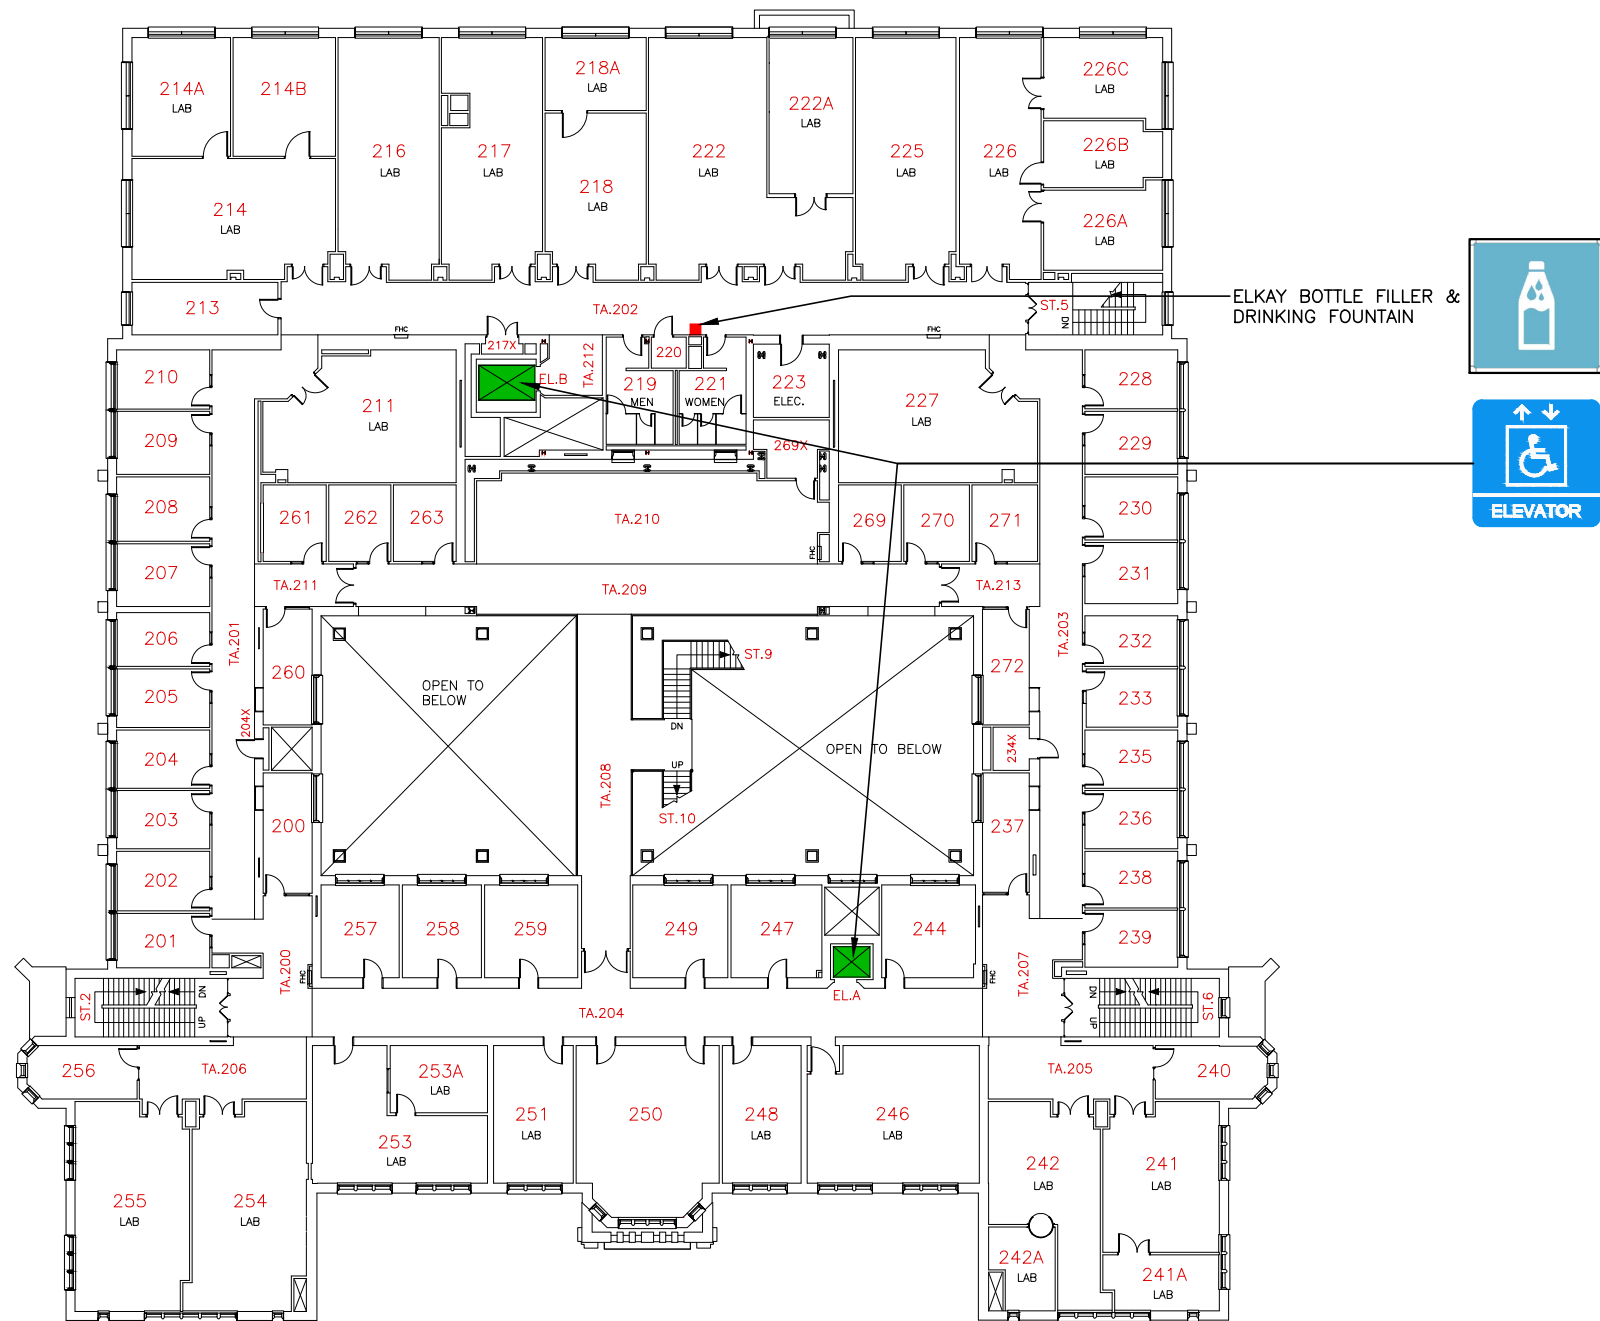 214A
LAB
214B
216
LAB
217
LAB
218A
LAB
218
LAB
222
LAB
222A
LAB
225
LAB
226
LAB
226C
LAB
226B
LAB
226A
LAB
214
LAB
213
TA.202
ST.5
DN
ELKAY BOTTLE FILLER &
DRINKING FOUNTAIN
FHC
FHC
217X
EL.B
TA.212
219
MEN
220
221
WOMEN
223
ELEC.
269X
210
209
208
207
206
205
204
203
202
201
211
LAB
227
LAB
228
229
230
231
232
233
235
236
238
239
ELEVATOR
261
262
263
TA.210
FHC
269
270
271
TA.211
TA.209
TA.213
TA.201
TA.203
260
204X
200
OPEN TO
BELOW
TA.208
ST.9
DN
UP
ST.10
OPEN TO BELOW
272
234X
237
257
258
259
249
247
244
EL.A
TA.200
FHC
FHC
TA.207
ST.2
DN
UP
TA.204
DN
UP
ST.6
256
TA.206
253A
LAB
253
LAB
251
LAB
250
248
LAB
246
LAB
TA.205
240
255
LAB
254
LAB
242
LAB
241
LAB
242A
LAB
241A
LAB